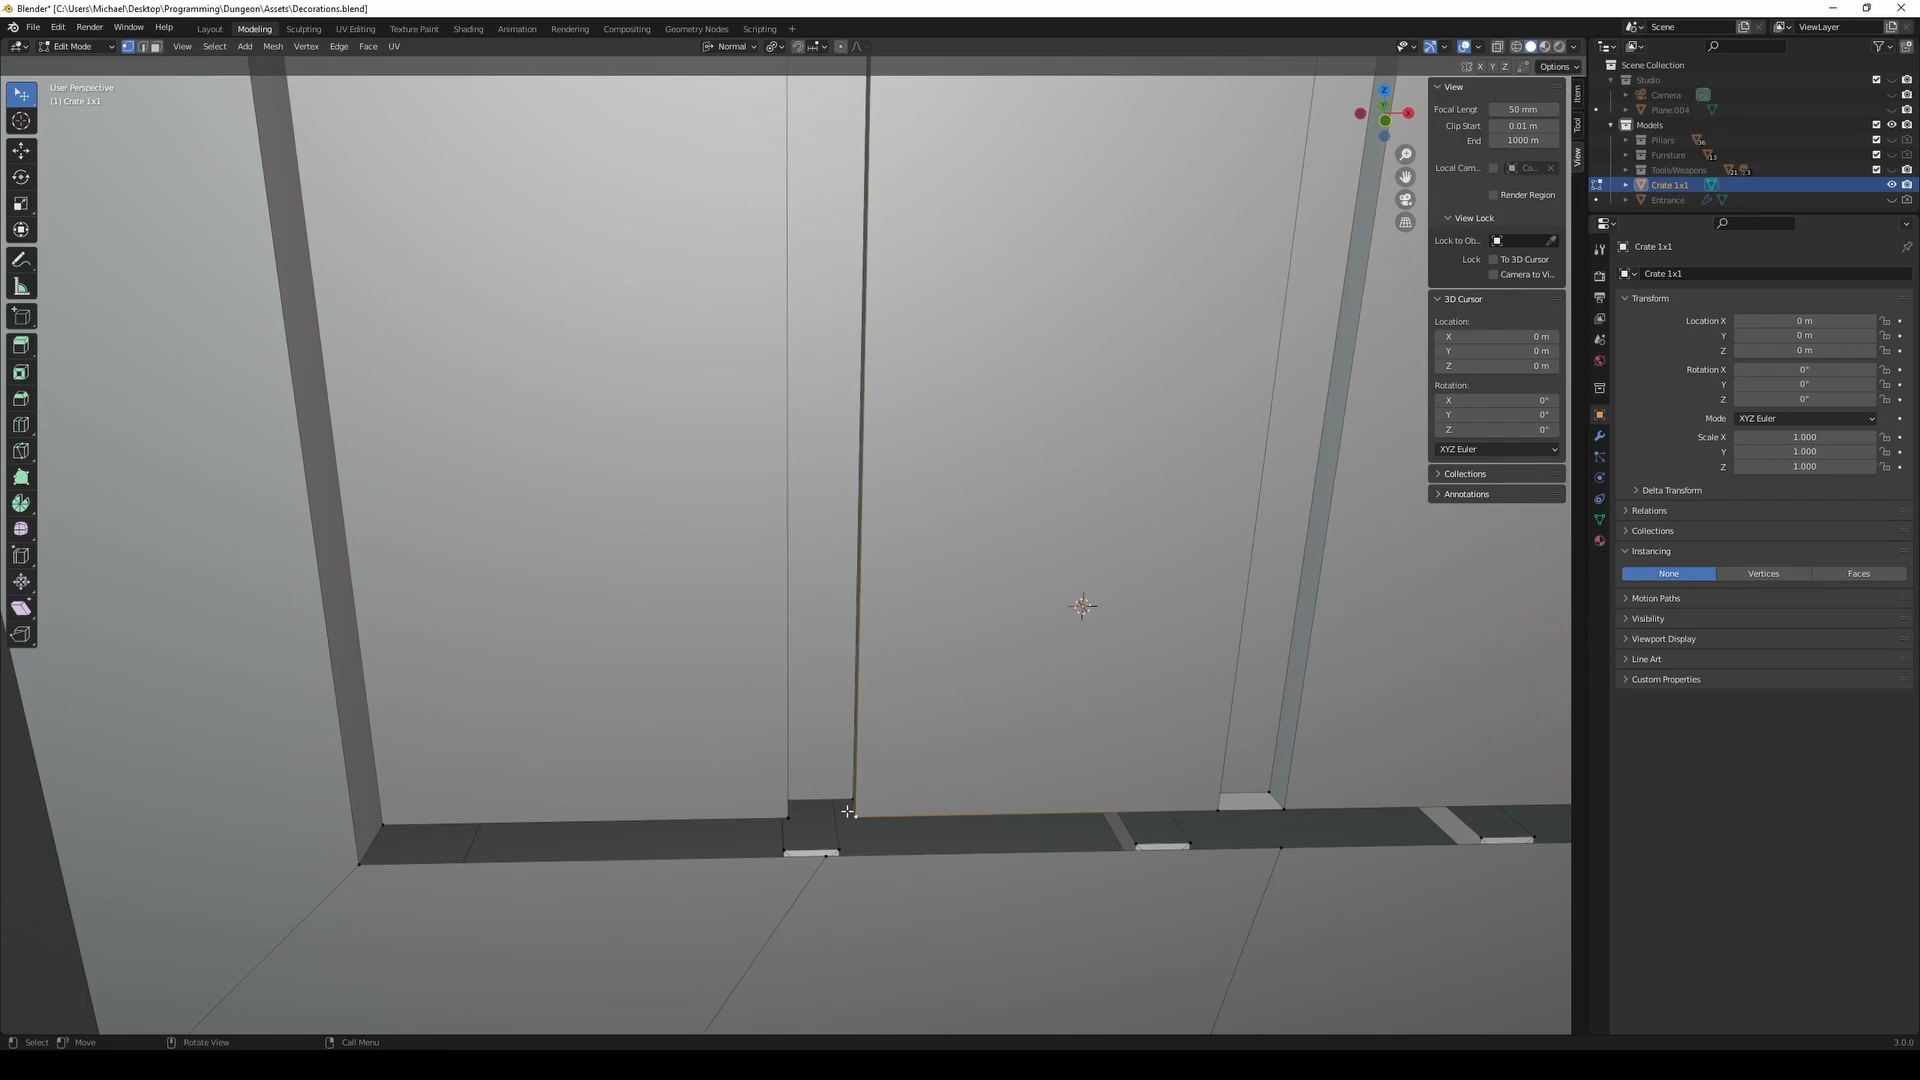 Blender* [C:\Users\Michael\Desktop\Programming\Dungeon\Assets\Decorations.blend]
File Edit Render Window Help Layout Modeling Sculpting UV Editing Texture Paint Shading Animation Rendering Compositing Geometry Nodes Scripting + Scene ViewLayer
Edit Mode View Select Add Mesh Vertex Edge Face UV Normal
X Y Z Options
User Perspective
(1) Crate 1x1
Z
Y
X
View
Focal Lengt 50 mm
Clip Start 0.01 m
End 1000 m
Local Cam... Ca...
Render Region
View Lock
Lock to Ob...
Lock To 3D Cursor
Camera to Vi...
3D Cursor
Location:
X 0 m
Y 0 m
Z 0 m
Rotation:
X 0°
Y 0°
Z 0°
XYZ Euler
Collections
Annotations
Item
Tool
View
Scene Collection
Studio
Camera
Plane.004
Models
Pillars 36
Furniture 13
Tools/Weapons 21 3
Crate 1x1
Entrance
Crate 1x1
Crate 1x1
Transform
Location X 0 m
Y 0 m
Z 0 m
Rotation X 0°
Y 0°
Z 0°
Mode XYZ Euler
Scale X 1.000
Y 1.000
Z 1.000
Delta Transform
Relations
Collections
Instancing
None Vertices Faces
Motion Paths
Visibility
Viewport Display
Line Art
Custom Properties
Select Move Rotate View Call Menu 3.0.0